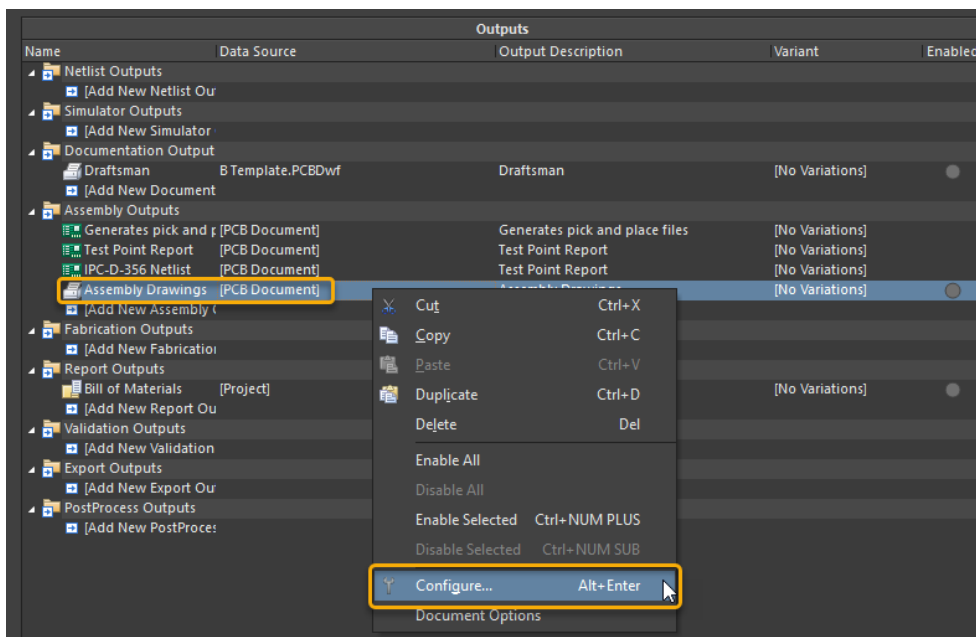 Outputs
Name Data Source Output Description Variant Enabled
Netlist Outputs
[Add New Netlist Ou
Simulator Outputs
[Add New Simulator
Documentation Output
Draftsman B Template.PCBDwf Draftsman [No Variations]
[Add New Document
Assembly Outputs
Generates pick and p [PCB Document] Generates pick and place files [No Variations]
Test Point Report [PCB Document] Test Point Report [No Variations]
IPC-D-356 Netlist [PCB Document] Test Point Report [No Variations]
Assembly Drawings [PCB Document] Assembly Drawings [No Variations]
[Add New Assembly (
Fabrication Outputs
[Add New Fabrication
Report Outputs
Bill of Materials [Project] [No Variations]
[Add New Report Ou
Validation Outputs
[Add New Validation
Export Outputs
[Add New Export Ou
PostProcess Outputs
[Add New PostProces
Cut Ctrl+X
Copy Ctrl+C
Paste Ctrl+V
Duplicate Ctrl+D
Delete Del
Enable All
Disable All
Enable Selected Ctrl+NUM PLUS
Disable Selected Ctrl+NUM SUB
Configure... Alt+Enter
Document Options